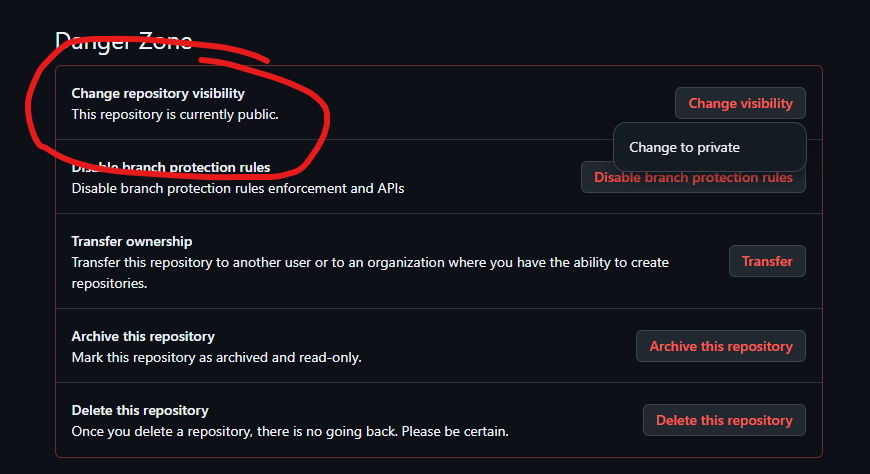 Danger Zone
Change repository visibility
This repository is currently public.
Change visibility
Change to private
Disable branch protection rules
Disable branch protection rules enforcement and APIs
Disable branch protection rules
Transfer ownership
Transfer this repository to another user or to an organization where you have the ability to create
repositories.
Transfer
Archive this repository
Mark this repository as archived and read-only.
Archive this repository
Delete this repository
Once you delete a repository, there is no going back. Please be certain.
Delete this repository